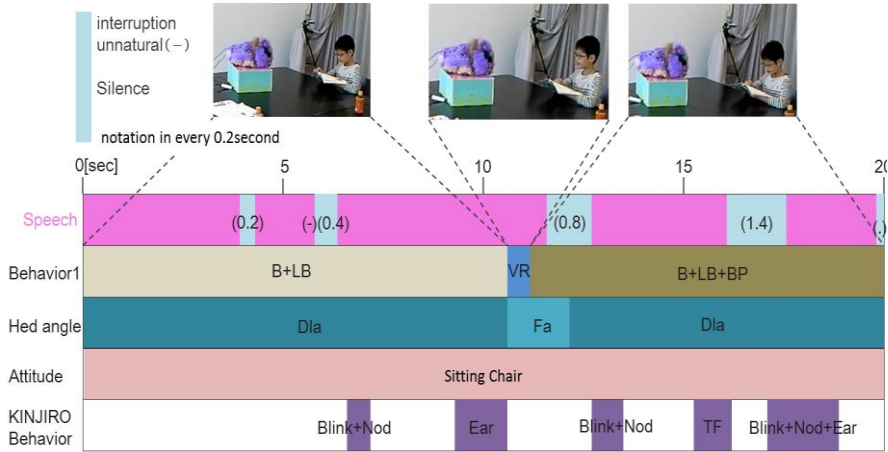 interruption
unnatural(-)
Silence
notation in every 0.2second
0[sec] 5 10 15 20
Speech (0.2) (-)(0.4) (0.8) (1.4) (.)
Behavior1 B+LB VR B+LB+BP
Hed angle Dla Fa Dla
Attitude Sitting Chair
KINJIRO
Behavior
Blink+Nod Ear Blink+Nod TF Blink+Nod+Ear